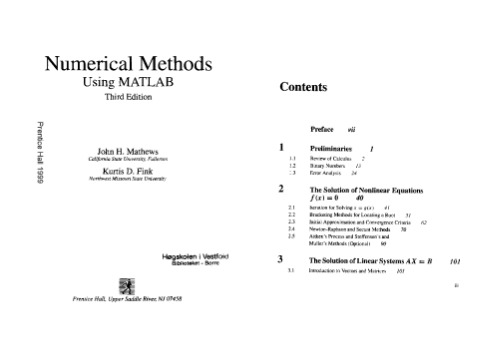 Numerical Methods
Using MATLAB
Third Edition
John H. Mathews
California State University, Fullerton
Kurtis D. Fink
Northwest Missouri State University
Prentice Hall 1999
Høgskolen i Vestfold
Biblioteket - Borre
Prentice Hall, Upper Saddle River, NJ 07458
Contents
Preface vii
1 Preliminaries 1
1.1 Review of Calculus 2
1.2 Binary Numbers 13
1.3 Error Analysis 24
2 The Solution of Nonlinear Equations
f(x) = 0 40
2.1 Iteration for Solving x = g(x) 41
2.2 Bracketing Methods for Locating a Root 51
2.3 Initial Approximation and Convergence Criteria 62
2.4 Newton-Raphson and Secant Methods 70
2.5 Aitken's Process and Steffensen's and
Muller's Methods (Optional) 90
3 The Solution of Linear Systems AX = B 101
3.1 Introduction to Vectors and Matrices 101
iii